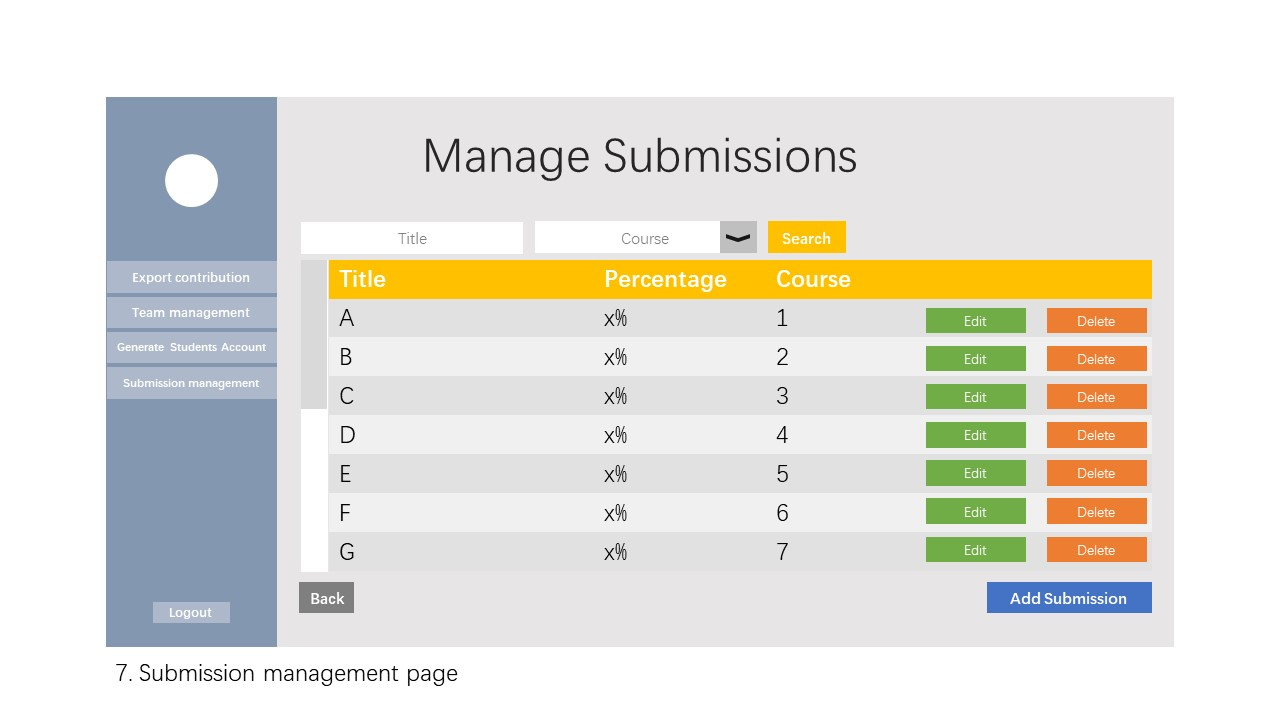 Manage Submissions
Export contribution
Team management
Generate Students Account
Submission management
Logout
Title Course Search
Title Percentage Course
A x% 1 Edit Delete
B x% 2 Edit Delete
C x% 3 Edit Delete
D x% 4 Edit Delete
E x% 5 Edit Delete
F x% 6 Edit Delete
G x% 7 Edit Delete
Back Add Submission
7. Submission management page